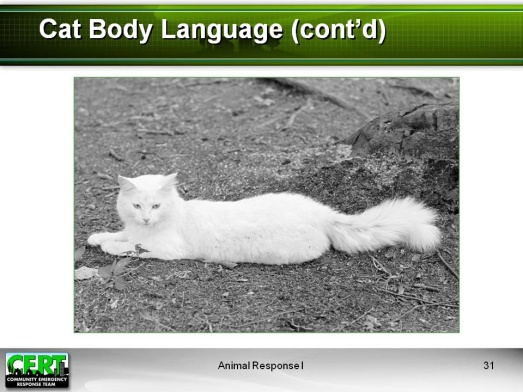 Cat Body Language (cont’d)
CERT
COMMUNITY EMERGENCY
RESPONSE TEAM
Animal Response I
31